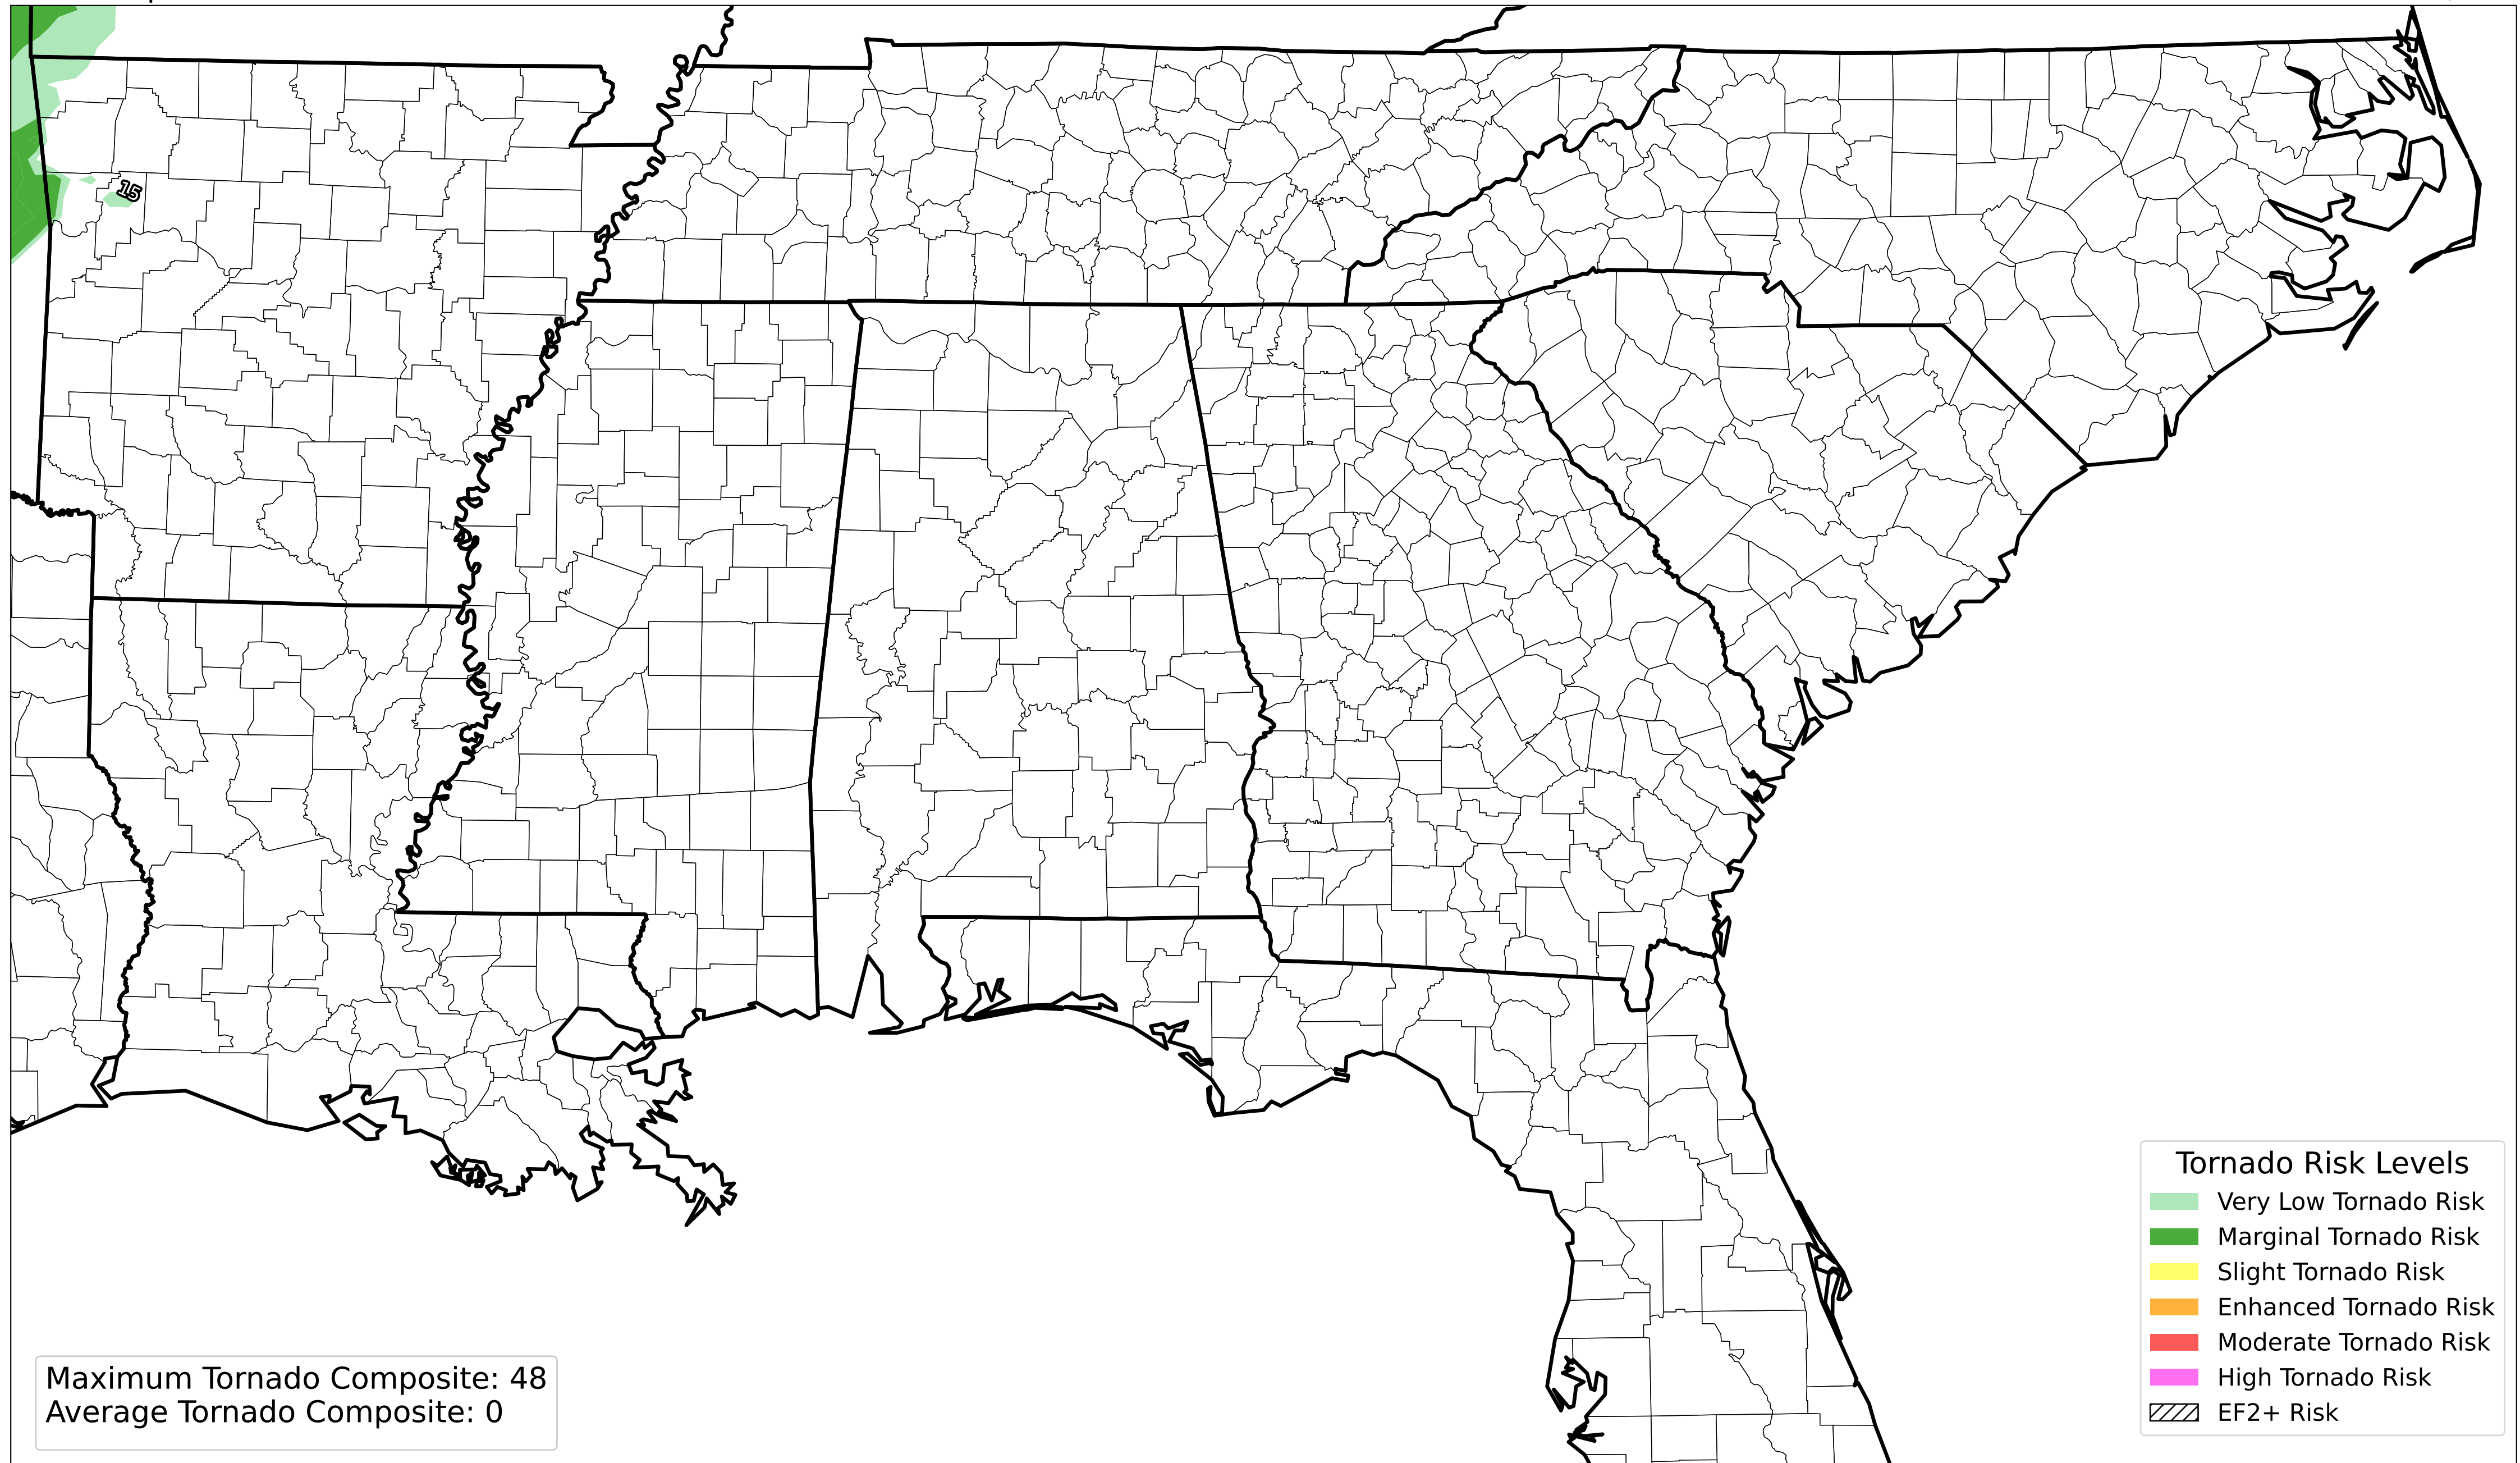 15
Tornado Risk Levels
Very Low Tornado Risk
Marginal Tornado Risk
Slight Tornado Risk
Enhanced Tornado Risk
Moderate Tornado Risk
High Tornado Risk
EF2+ Risk
Maximum Tornado Composite: 48
Average Tornado Composite: 0